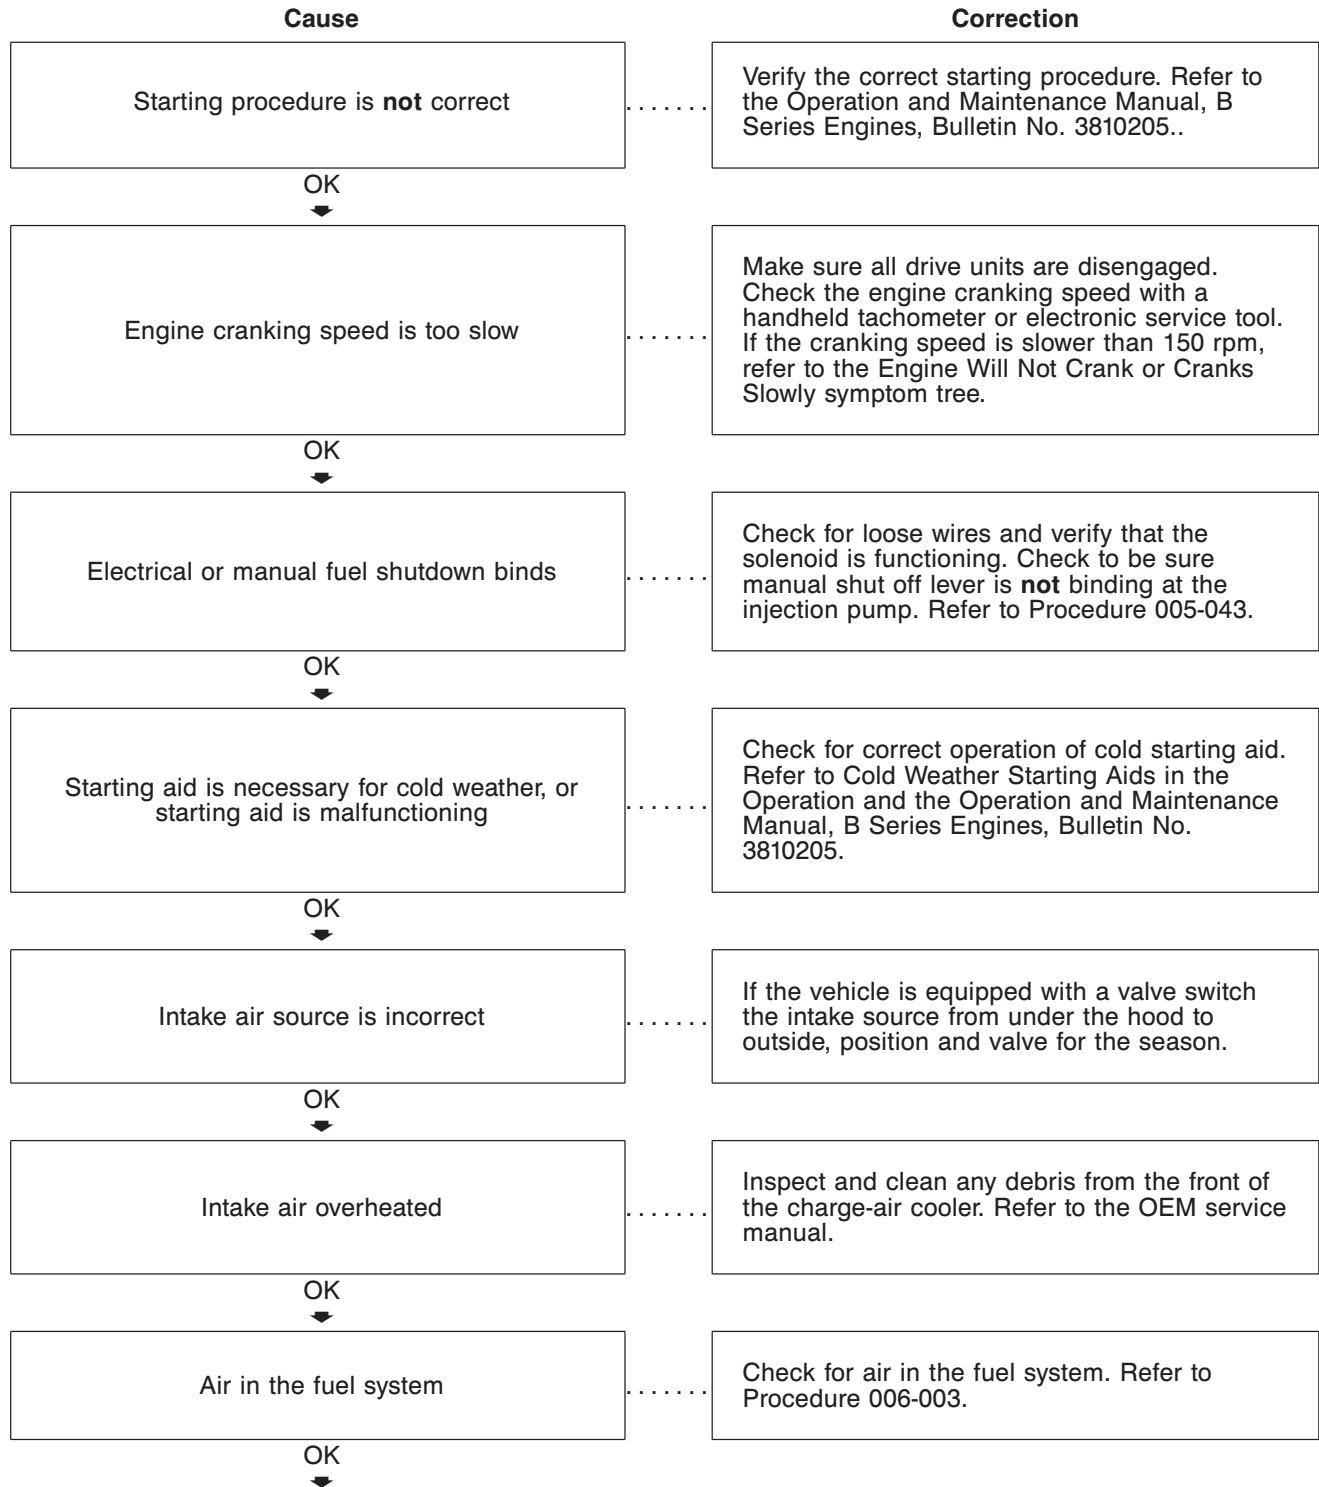 Cause
Correction
Starting procedure is not correct
.......
Verify the correct starting procedure. Refer to
the Operation and Maintenance Manual, B
Series Engines, Bulletin No. 3810205..
OK
Engine cranking speed is too slow
.......
Make sure all drive units are disengaged.
Check the engine cranking speed with a
handheld tachometer or electronic service tool.
If the cranking speed is slower than 150 rpm,
refer to the Engine Will Not Crank or Cranks
Slowly symptom tree.
OK
Electrical or manual fuel shutdown binds
.......
Check for loose wires and verify that the
solenoid is functioning. Check to be sure
manual shut off lever is not binding at the
injection pump. Refer to Procedure 005-043.
OK
Starting aid is necessary for cold weather, or
starting aid is malfunctioning
.......
Check for correct operation of cold starting aid.
Refer to Cold Weather Starting Aids in the
Operation and the Operation and Maintenance
Manual, B Series Engines, Bulletin No.
3810205.
OK
Intake air source is incorrect
.......
If the vehicle is equipped with a valve switch
the intake source from under the hood to
outside, position and valve for the season.
OK
Intake air overheated
.......
Inspect and clean any debris from the front of
the charge-air cooler. Refer to the OEM service
manual.
OK
Air in the fuel system
.......
Check for air in the fuel system. Refer to
Procedure 006-003.
OK